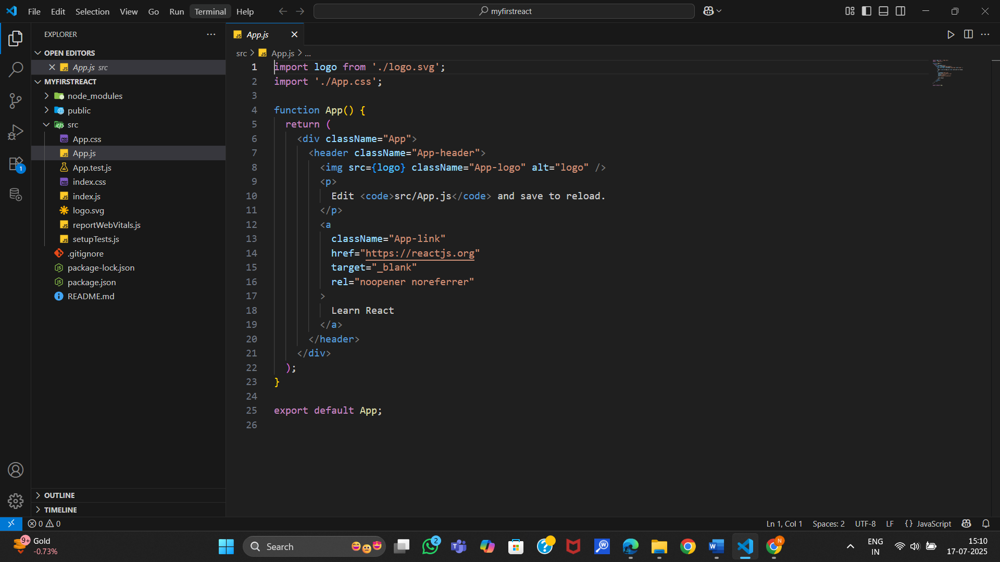 File Edit Selection View Go Run Terminal Help
myfirstreact
EXPLORER
OPEN EDITORS
App.js src
MYFIRSTREACT
node_modules
public
src
App.css
App.js
App.test.js
index.css
index.js
logo.svg
reportWebVitals.js
setupTests.js
.gitignore
package-lock.json
package.json
README.md
OUTLINE
TIMELINE
App.js
src > App.js > ...
1 import logo from './logo.svg';
2 import './App.css';
3
4 function App() {
5 return (
6 <div className="App">
7 <header className="App-header">
8 <img src={logo} className="App-logo" alt="logo" />
9 <p>
10 Edit <code>src/App.js</code> and save to reload.
11 </p>
12 <a
13 className="App-link"
14 href="https://reactjs.org"
15 target="_blank"
16 rel="noopener noreferrer"
17 >
18 Learn React
19 </a>
20 </header>
21 </div>
22 );
23 }
24
25 export default App;
26
1
0 0
Ln 1, Col 1 Spaces: 2 UTF-8 LF {} JavaScript
9+ Gold
-0.73%
Search
2
N
ENG
IN
15:10
17-07-2025